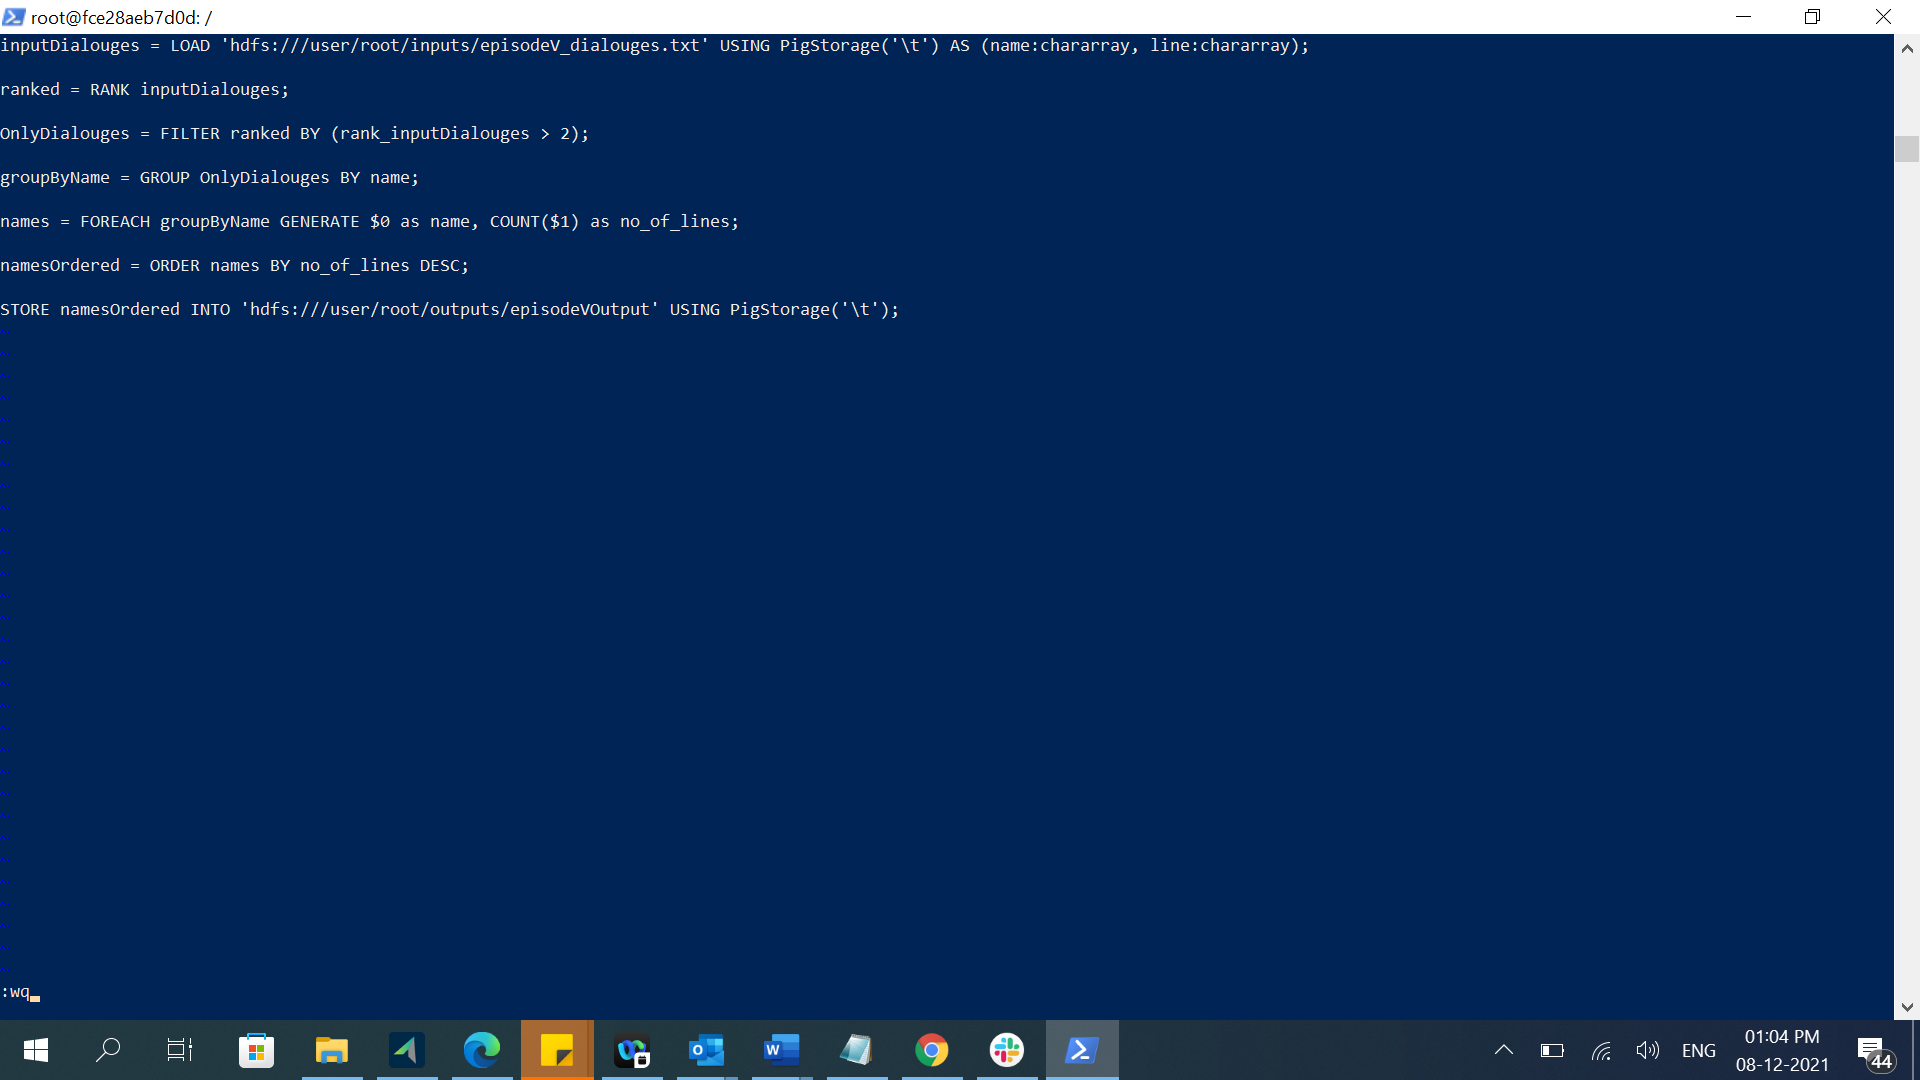 root@fce28aeb7d0d: /
inputDialouges = LOAD 'hdfs:///user/root/inputs/episodeV_dialouges.txt' USING PigStorage('\t') AS (name:chararray, line:chararray);
ranked = RANK inputDialouges;
OnlyDialouges = FILTER ranked BY (rank_inputDialouges > 2);
groupByName = GROUP OnlyDialouges BY name;
names = FOREACH groupByName GENERATE $0 as name, COUNT($1) as no_of_lines;
namesOrdered = ORDER names BY no_of_lines DESC;
STORE namesOrdered INTO 'hdfs:///user/root/outputs/episodeVOutput' USING PigStorage('\t');
:wq
ENG
01:04 PM
08-12-2021
44